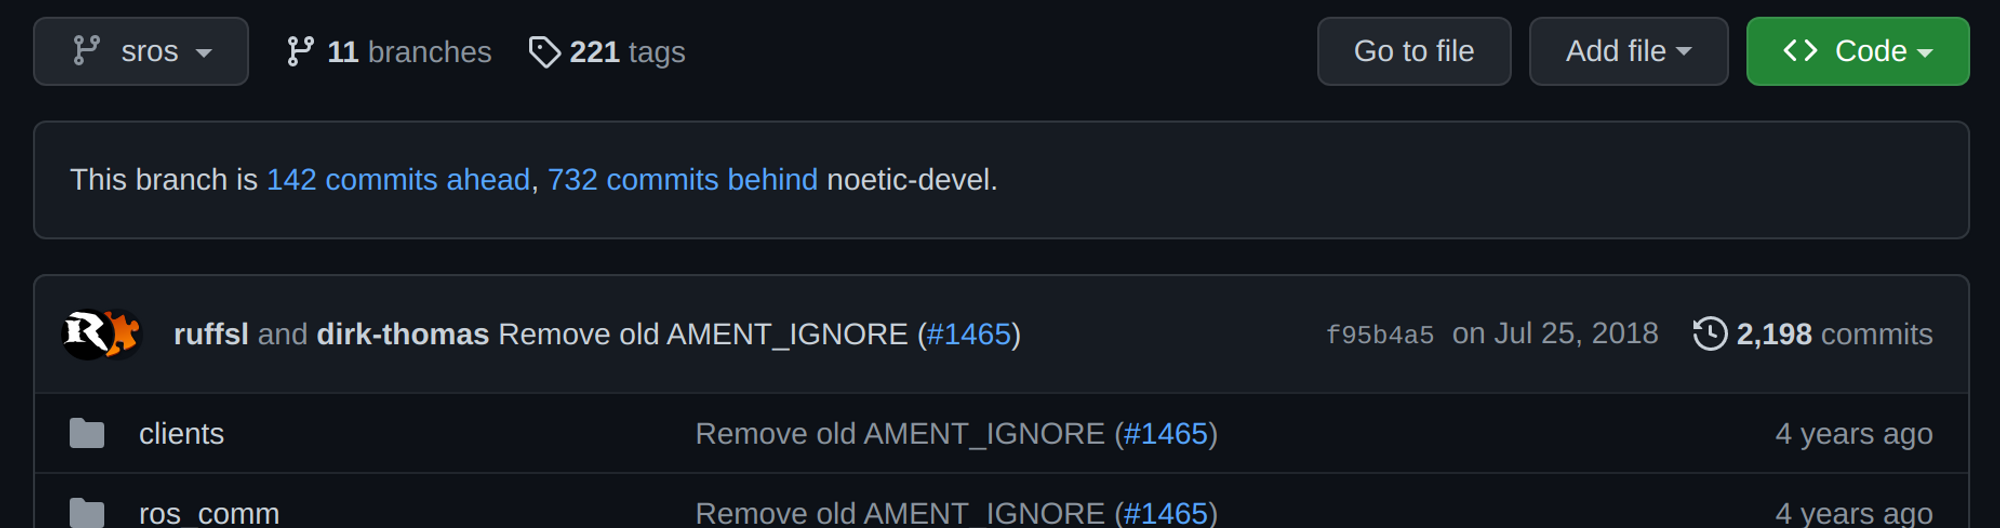 sros 11 branches 221 tags Go to file Add file Code
This branch is 142 commits ahead, 732 commits behind noetic-devel.
ruffsl and dirk-thomas Remove old AMENT_IGNORE (#1465) f95b4a5 on Jul 25, 2018 2,198 commits
clients Remove old AMENT_IGNORE (#1465) 4 years ago
ros_comm Remove old AMENT_IGNORE (#1465) 4 years ago